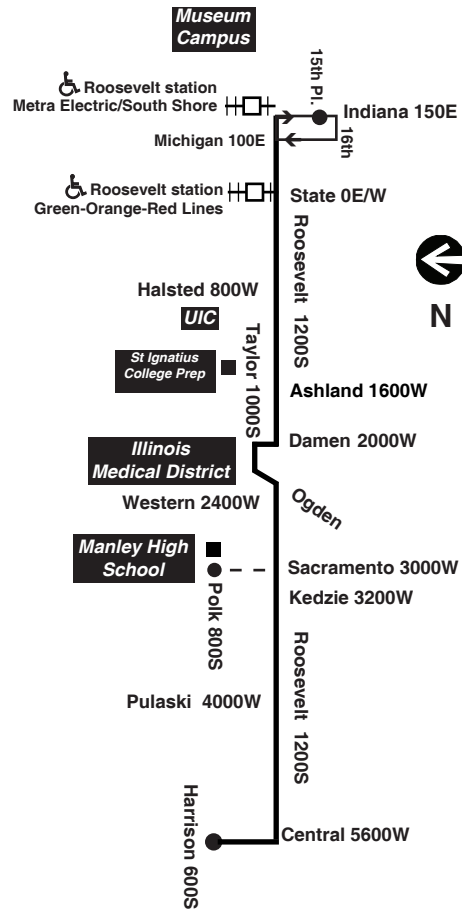 Museum
Campus
Roosevelt station
Metra Electric/South Shore
15th Pl.
Indiana 150E
Michigan 100E
16th
Roosevelt station
Green-Orange-Red Lines
State 0E/W
Roosevelt 1200S
N
Halsted 800W
UIC
Taylor 1000S
St Ignatius
College Prep
Ashland 1600W
Damen 2000W
Illinois
Medical District
Western 2400W
Ogden
Manley High
School
Sacramento 3000W
Polk 800S
Kedzie 3200W
Roosevelt 1200S
Pulaski 4000W
Harrison 600S
Central 5600W